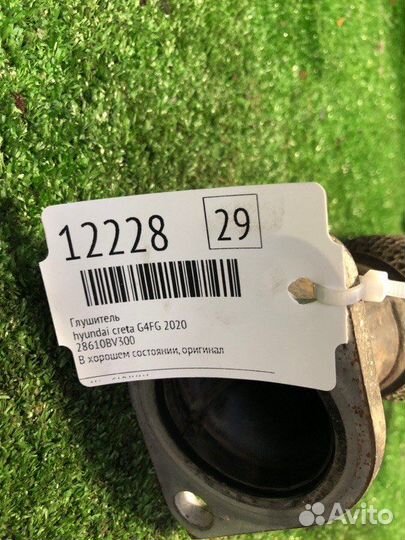 12228 29
Глушитель
hyundai creta G4FG 2020
28610BV300
В хорошем состоянии, оригинал
Avito